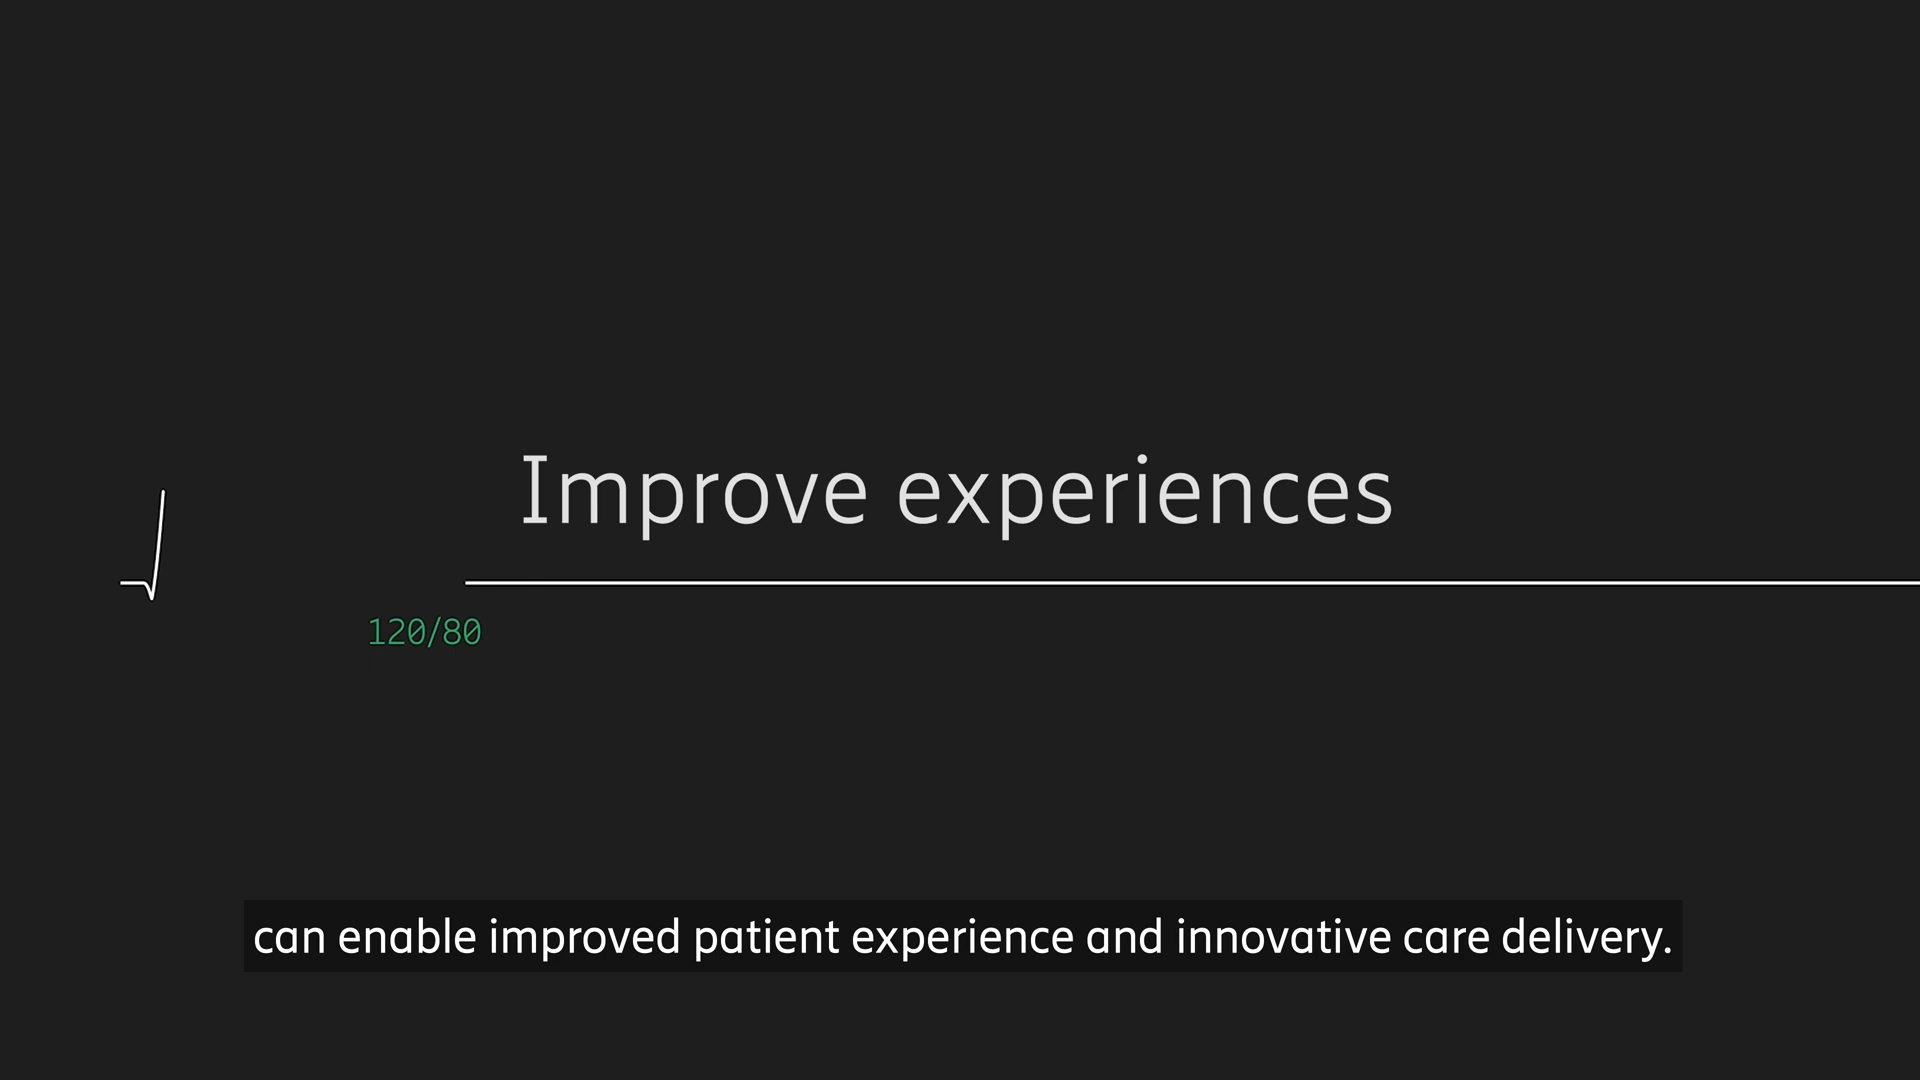 Improve experiences
120/80
can enable improved patient experience and innovative care delivery.